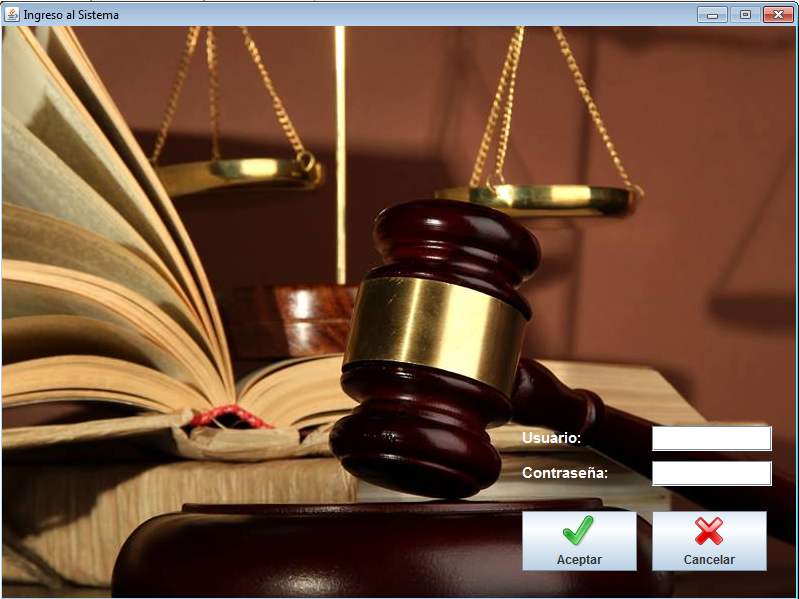 Ingreso al Sistema
Usuario:
Contraseña:
Aceptar
Cancelar